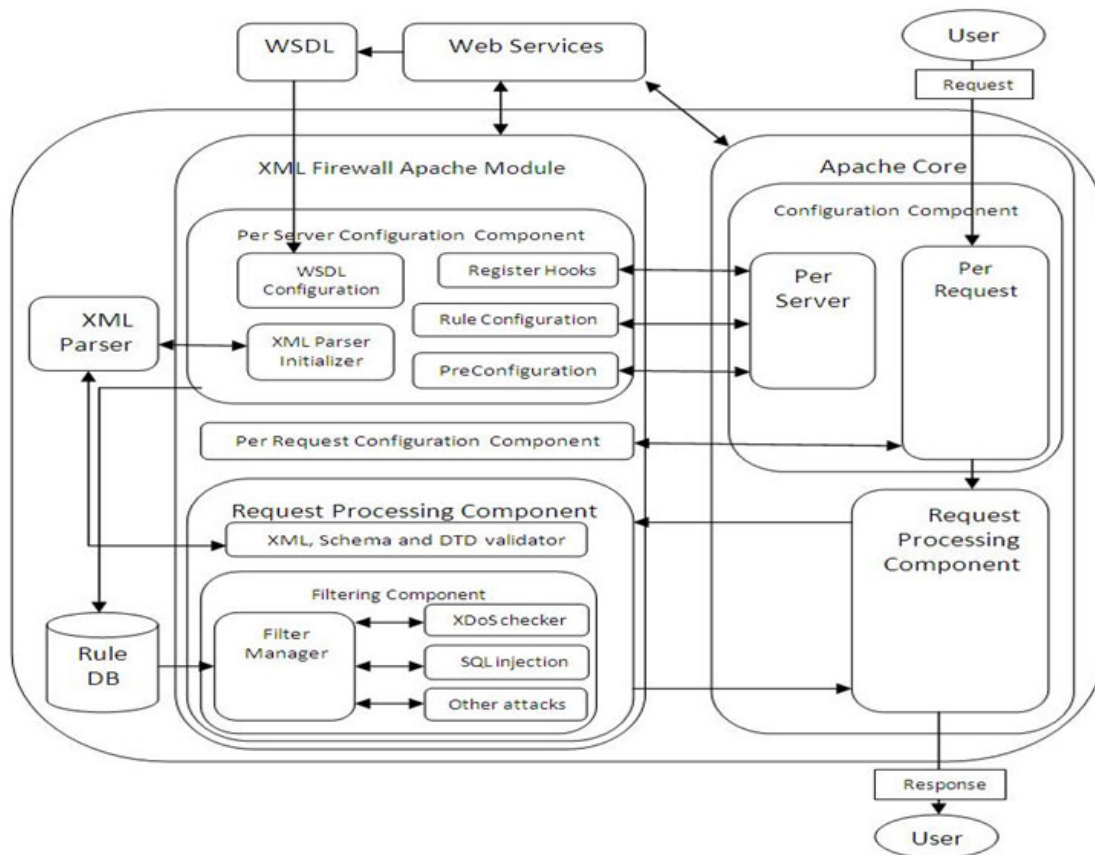 WSDL
Web Services
User
Request
XML Firewall Apache Module
Apache Core
Per Server Configuration Component
Configuration Component
WSDL
Configuration
Register Hooks
Per
Server
Per
Request
XML
Parser
XML Parser
Initializer
Rule Configuration
PreConfiguration
Per Request Configuration Component
Request Processing Component
XML, Schema and DTD validator
Request
Processing
Component
Filtering Component
Filter
Manager
XDoS checker
SQL injection
Other attacks
Rule
DB
Response
User